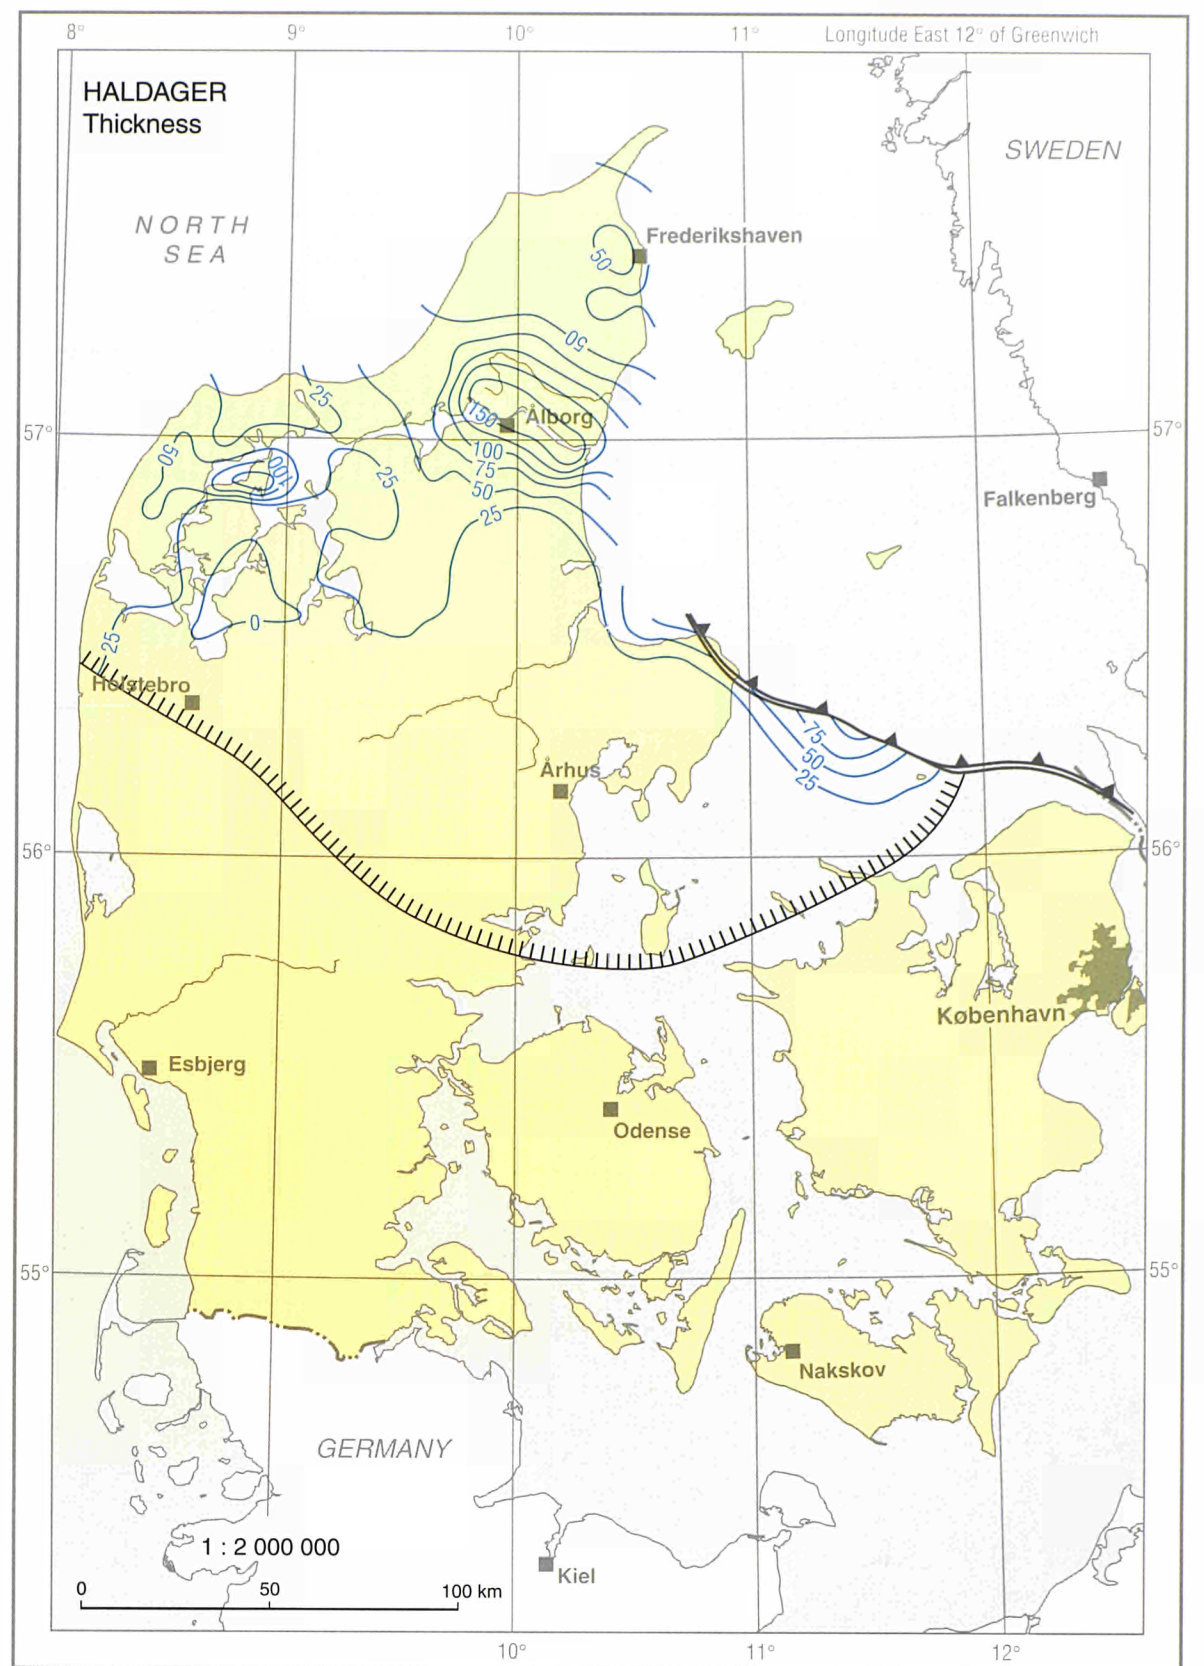 8° 9° 10° 11° Longitude East 12° of Greenwich
HALDAGER
Thickness
SWEDEN
NORTH
SEA
Frederikshaven
50
50
25
150
Ålborg
57°
57°
50
100
100
75
25
50
25
Falkenberg
0
25
Holstebro
75
50
25
Århus
56°
56°
København
Esbjerg
Odense
55°
55°
Nakskov
GERMANY
1 : 2 000 000
Kiel
0 50 100 km
10° 11° 12°